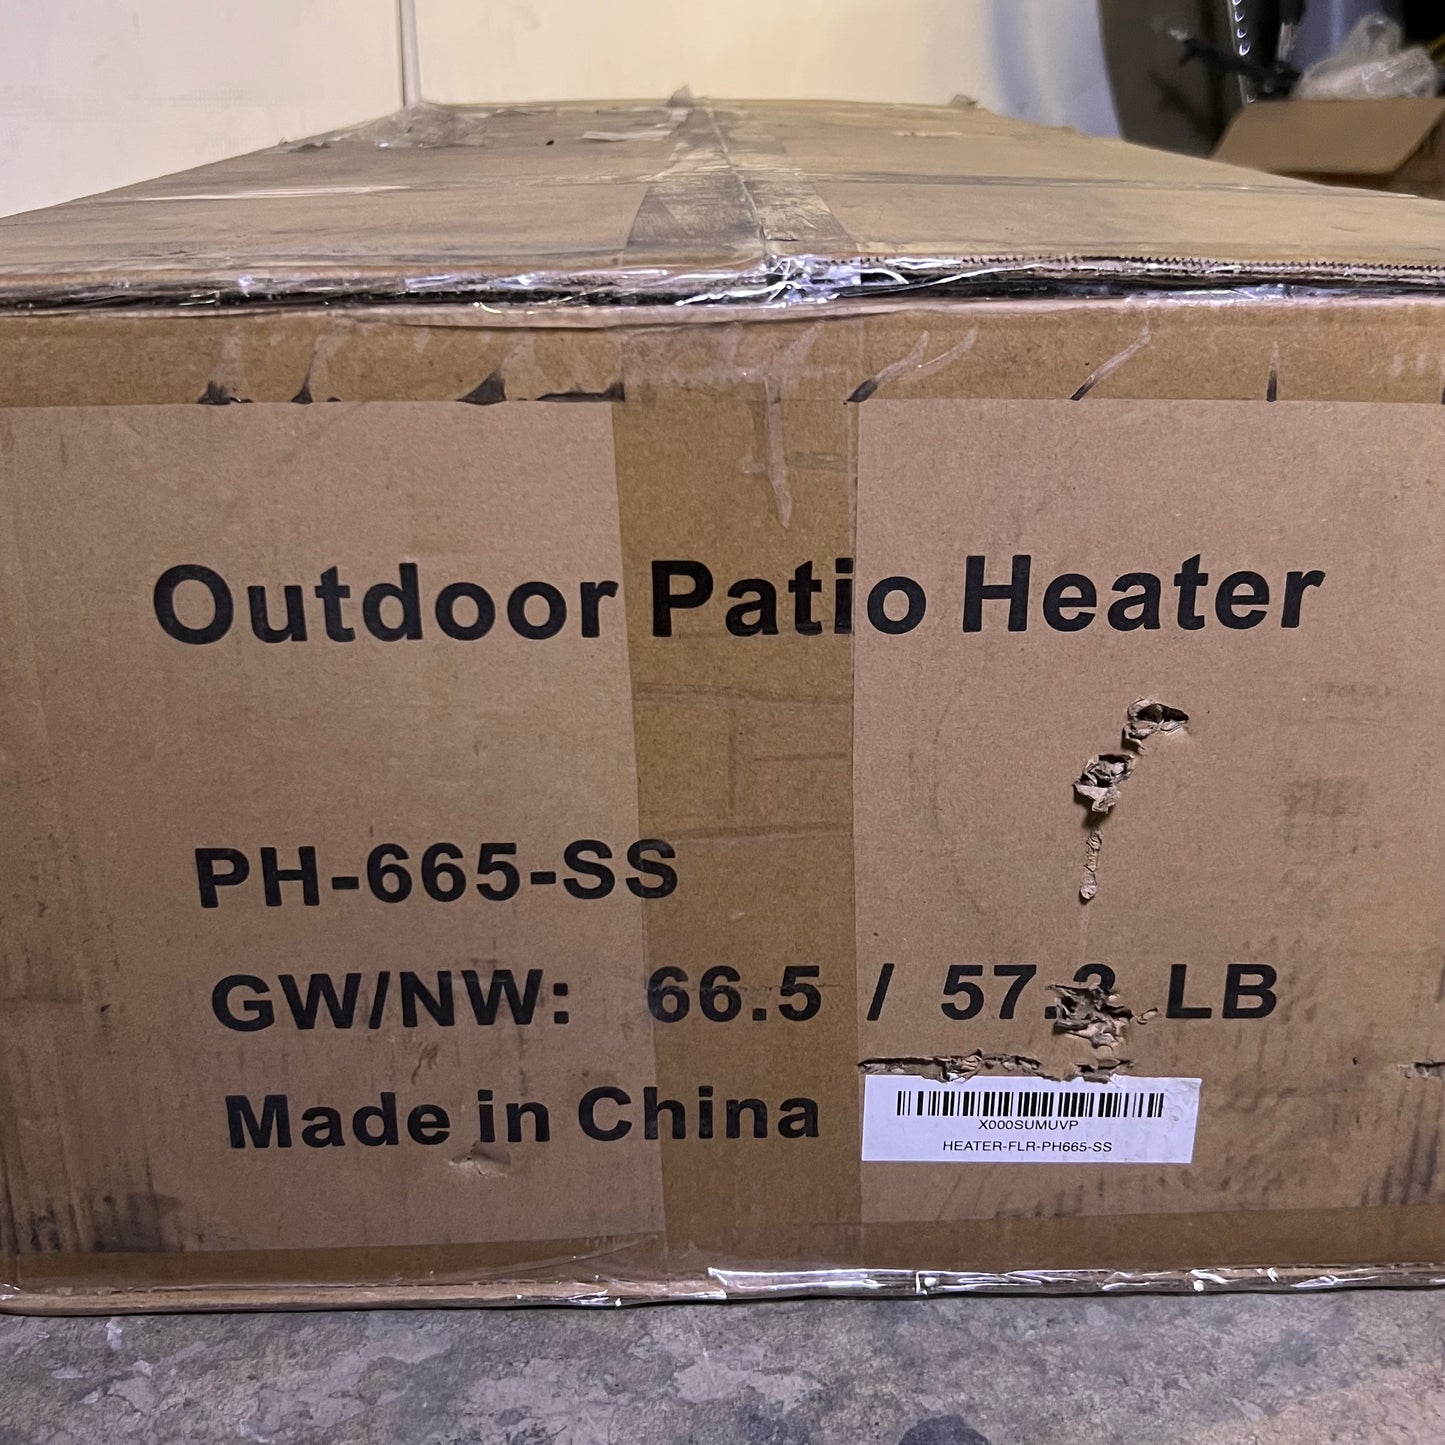 Outdoor Patio Heater
PH-665-SS
GW/NW: 66.5 / LB
Made in China
X000SUMUVP
HEATER-FLR-PH665-SS